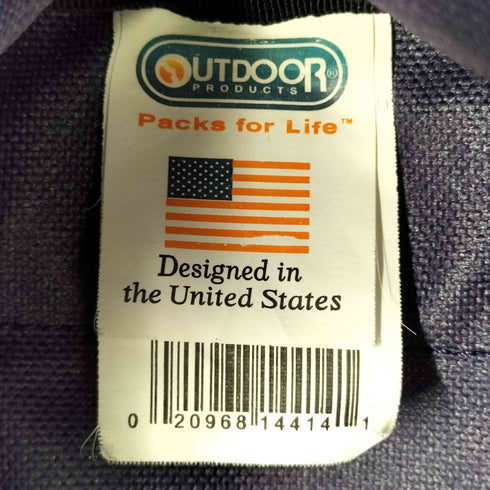 OUTDOOR®
PRODUCTS
Packs for Life™
Designed in
the United States
0 20968 14414 1